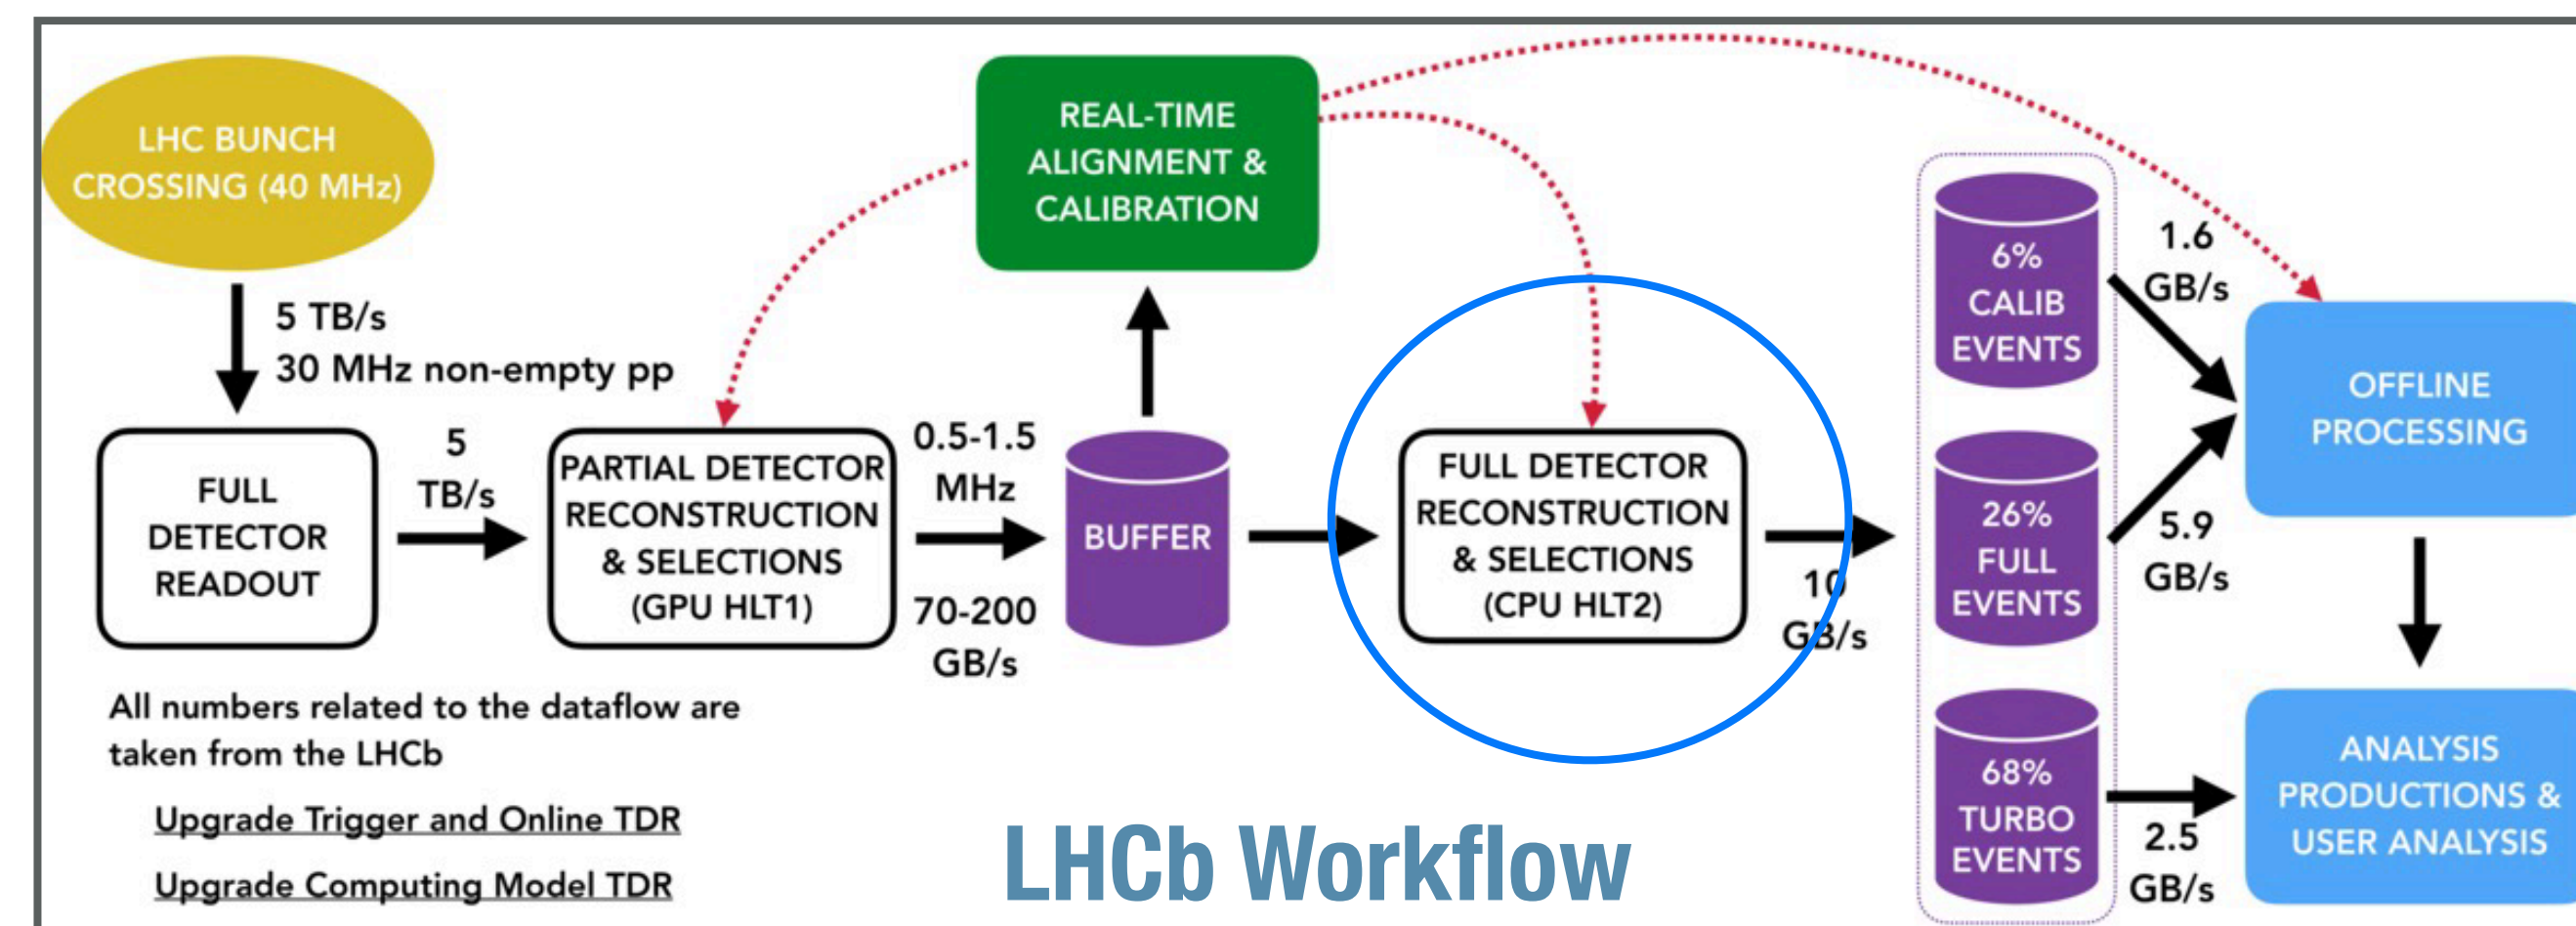 LHC BUNCH
CROSSING (40 MHz)
5 TB/s
30 MHz non-empty pp
FULL
DETECTOR
READOUT
5
TB/s
PARTIAL DETECTOR
RECONSTRUCTION
& SELECTIONS
(GPU HLT1)
0.5-1.5
MHz
70-200
GB/s
BUFFER
REAL-TIME
ALIGNMENT &
CALIBRATION
FULL DETECTOR
RECONSTRUCTION
& SELECTIONS
(CPU HLT2)
10
GB/s
6%
CALIB
EVENTS
1.6
GB/s
26%
FULL
EVENTS
5.9
GB/s
68%
TURBO
EVENTS
2.5
GB/s
OFFLINE
PROCESSING
ANALYSIS
PRODUCTIONS &
USER ANALYSIS
All numbers related to the dataflow are
taken from the LHCb
Upgrade Trigger and Online TDR
Upgrade Computing Model TDR
LHCb Workflow